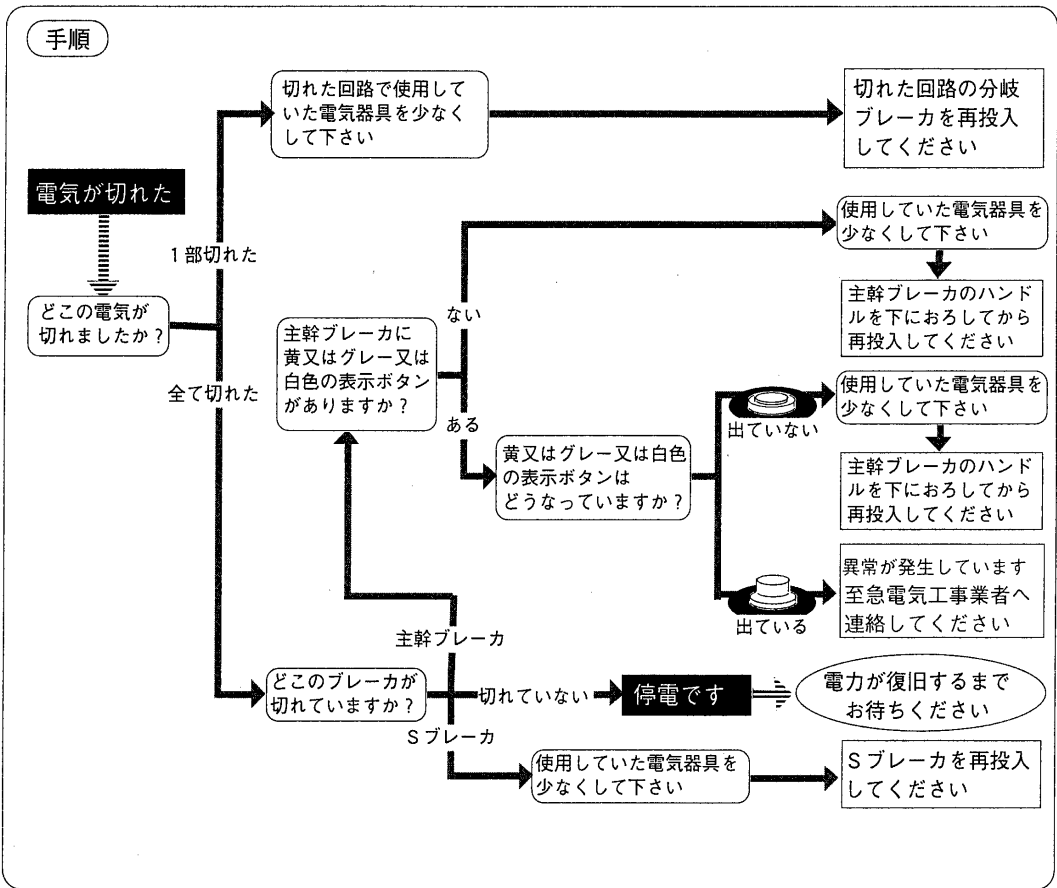 手順
電気が切れた
どこの電気が
切れましたか？
1部切れた
切れた回路で使用して
いた電気器具を少なく
して下さい
切れた回路の分岐
ブレーカを再投入
してください
全て切れた
どこのブレーカが
切れていますか？
主幹ブレーカ
主幹ブレーカに
黄又はグレー又は
白色の表示ボタン
がありますか？
ない
使用していた電気器具を
少なくして下さい
主幹ブレーカのハンド
ルを下におろしてから
再投入してください
ある
黄又はグレー又は白色
の表示ボタンは
どうなっていますか？
出ていない
使用していた電気器具を
少なくして下さい
主幹ブレーカのハンド
ルを下におろしてから
再投入してください
出ている
異常が発生しています
至急電気工事業者へ
連絡してください
切れていない
停電です
電力が復旧するまで
お待ちください
Sブレーカ
使用していた電気器具を
少なくして下さい
Sブレーカを再投入
してください